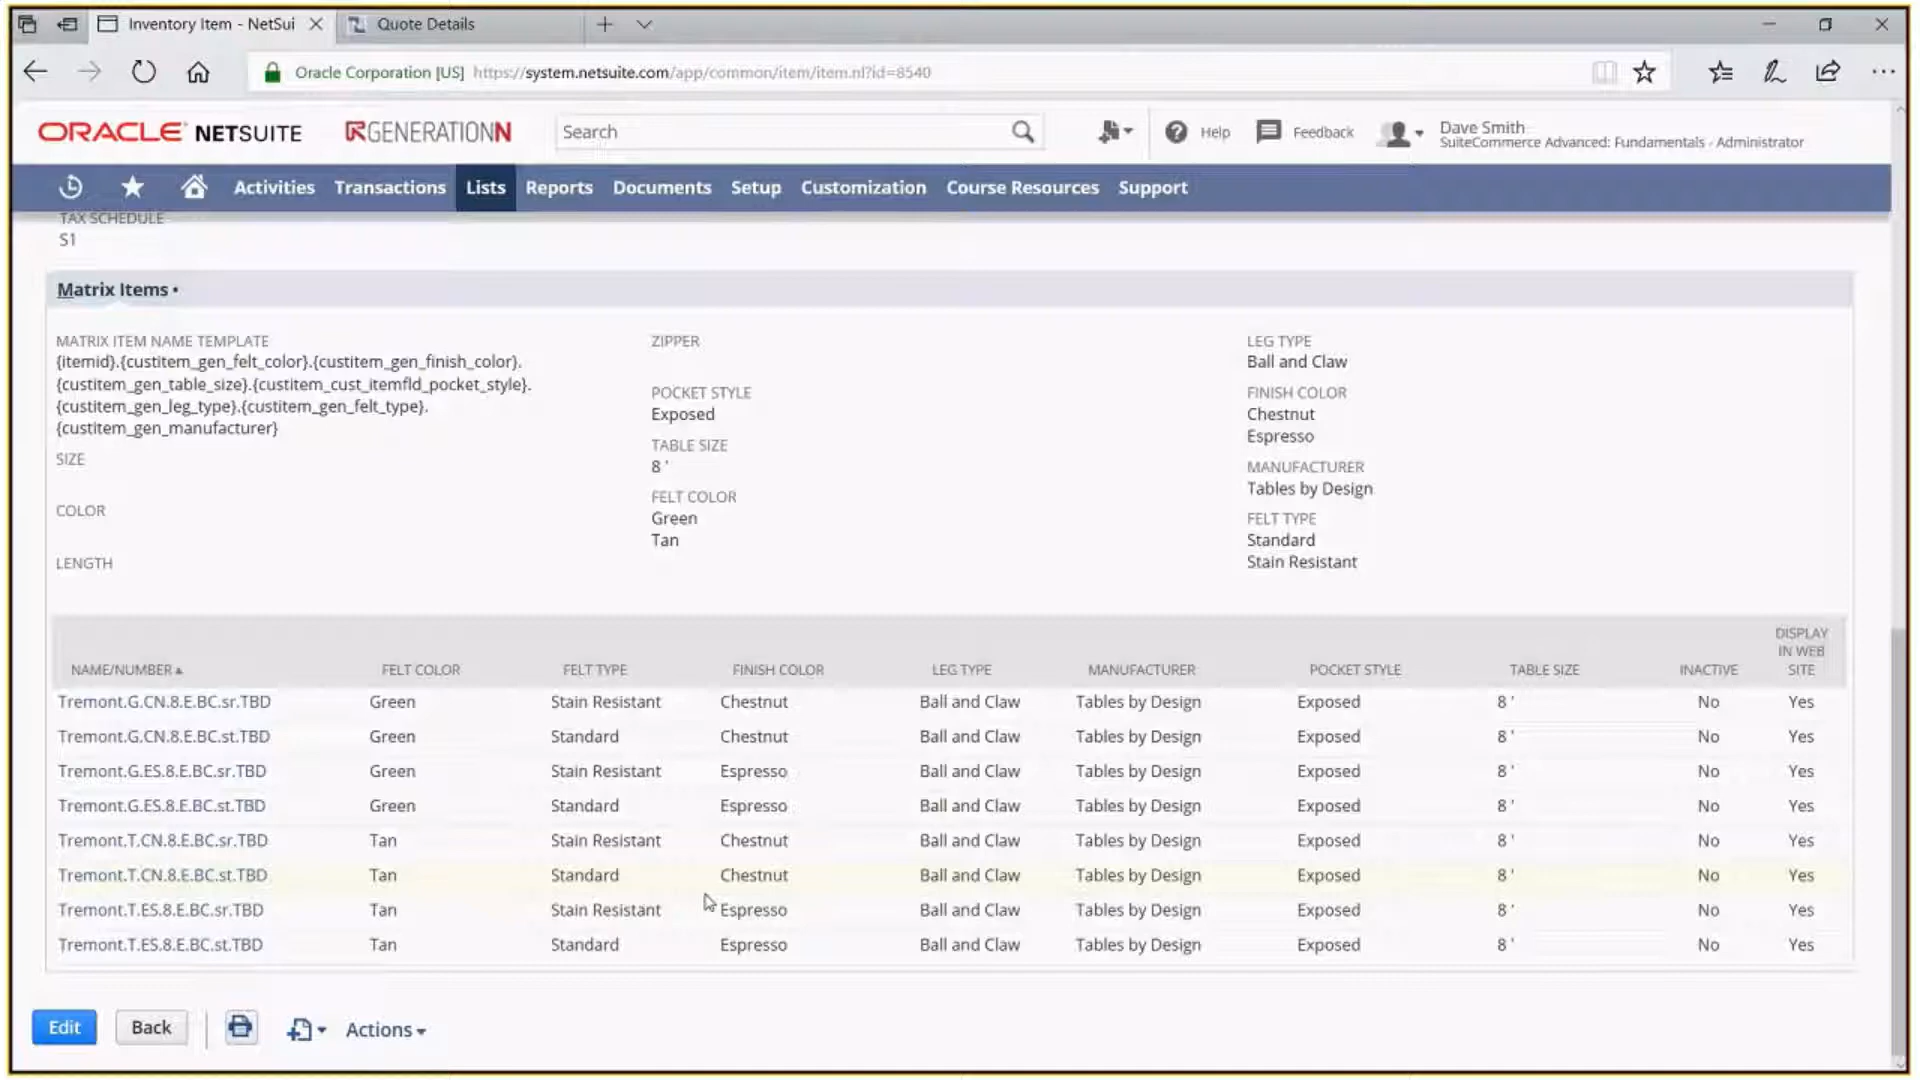 Inventory Item - NetSui
Quote Details
Oracle Corporation [US] https://system.netsuite.com/app/common/item/item.nl?id=8540
ORACLE NETSUITE
GENERATIONN
Search
Help
Feedback
Dave Smith
SuiteCommerce Advanced: Fundamentals - Administrator
Activities Transactions Lists Reports Documents Setup Customization Course Resources Support
TAX SCHEDULE
S1
Matrix Items •
MATRIX ITEM NAME TEMPLATE
{itemid}.{custitem_gen_felt_color}.{custitem_gen_finish_color}.
{custitem_gen_table_size}.{custitem_cust_itemfld_pocket_style}.
{custitem_gen_leg_type}.{custitem_gen_felt_type}.
{custitem_gen_manufacturer}
SIZE
COLOR
LENGTH
ZIPPER
POCKET STYLE
Exposed
TABLE SIZE
8 '
FELT COLOR
Green
Tan
LEG TYPE
Ball and Claw
FINISH COLOR
Chestnut
Espresso
MANUFACTURER
Tables by Design
FELT TYPE
Standard
Stain Resistant
NAME/NUMBER FELT COLOR FELT TYPE FINISH COLOR LEG TYPE MANUFACTURER POCKET STYLE TABLE SIZE INACTIVE DISPLAY IN WEB SITE
Tremont.G.CN.8.E.BC.sr.TBD Green Stain Resistant Chestnut Ball and Claw Tables by Design Exposed 8 ' No Yes
Tremont.G.CN.8.E.BC.st.TBD Green Standard Chestnut Ball and Claw Tables by Design Exposed 8 ' No Yes
Tremont.G.ES.8.E.BC.sr.TBD Green Stain Resistant Espresso Ball and Claw Tables by Design Exposed 8 ' No Yes
Tremont.G.ES.8.E.BC.st.TBD Green Standard Espresso Ball and Claw Tables by Design Exposed 8 ' No Yes
Tremont.T.CN.8.E.BC.sr.TBD Tan Stain Resistant Chestnut Ball and Claw Tables by Design Exposed 8 ' No Yes
Tremont.T.CN.8.E.BC.st.TBD Tan Standard Chestnut Ball and Claw Tables by Design Exposed 8 ' No Yes
Tremont.T.ES.8.E.BC.sr.TBD Tan Stain Resistant Espresso Ball and Claw Tables by Design Exposed 8 ' No Yes
Tremont.T.ES.8.E.BC.st.TBD Tan Standard Espresso Ball and Claw Tables by Design Exposed 8 ' No Yes
Edit Back Actions